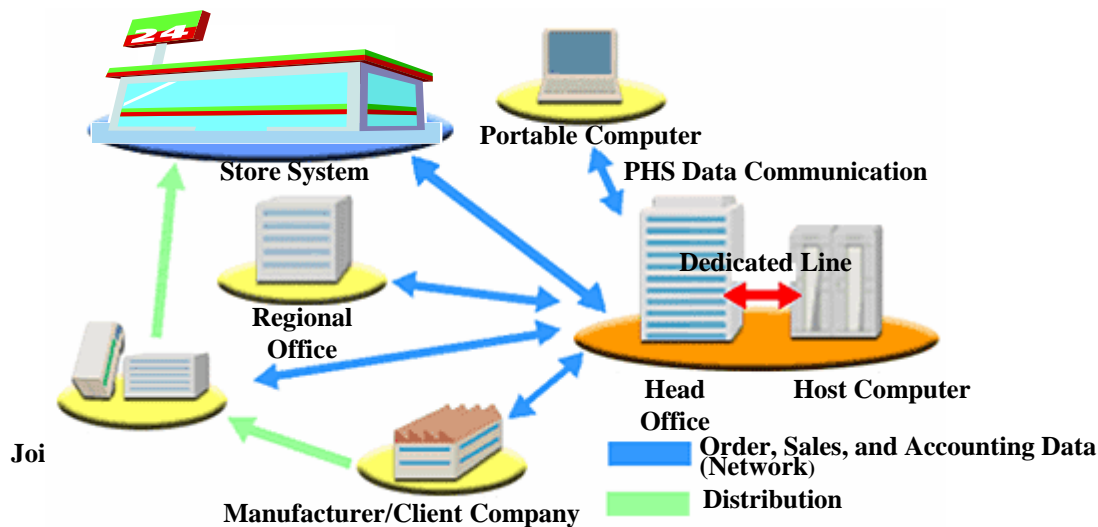 24
Portable Computer
Store System
PHS Data Communication
Dedicated Line
Regional
Office
Head
Office
Host Computer
Joi
Order, Sales, and Accounting Data
(Network)
Distribution
Manufacturer/Client Company